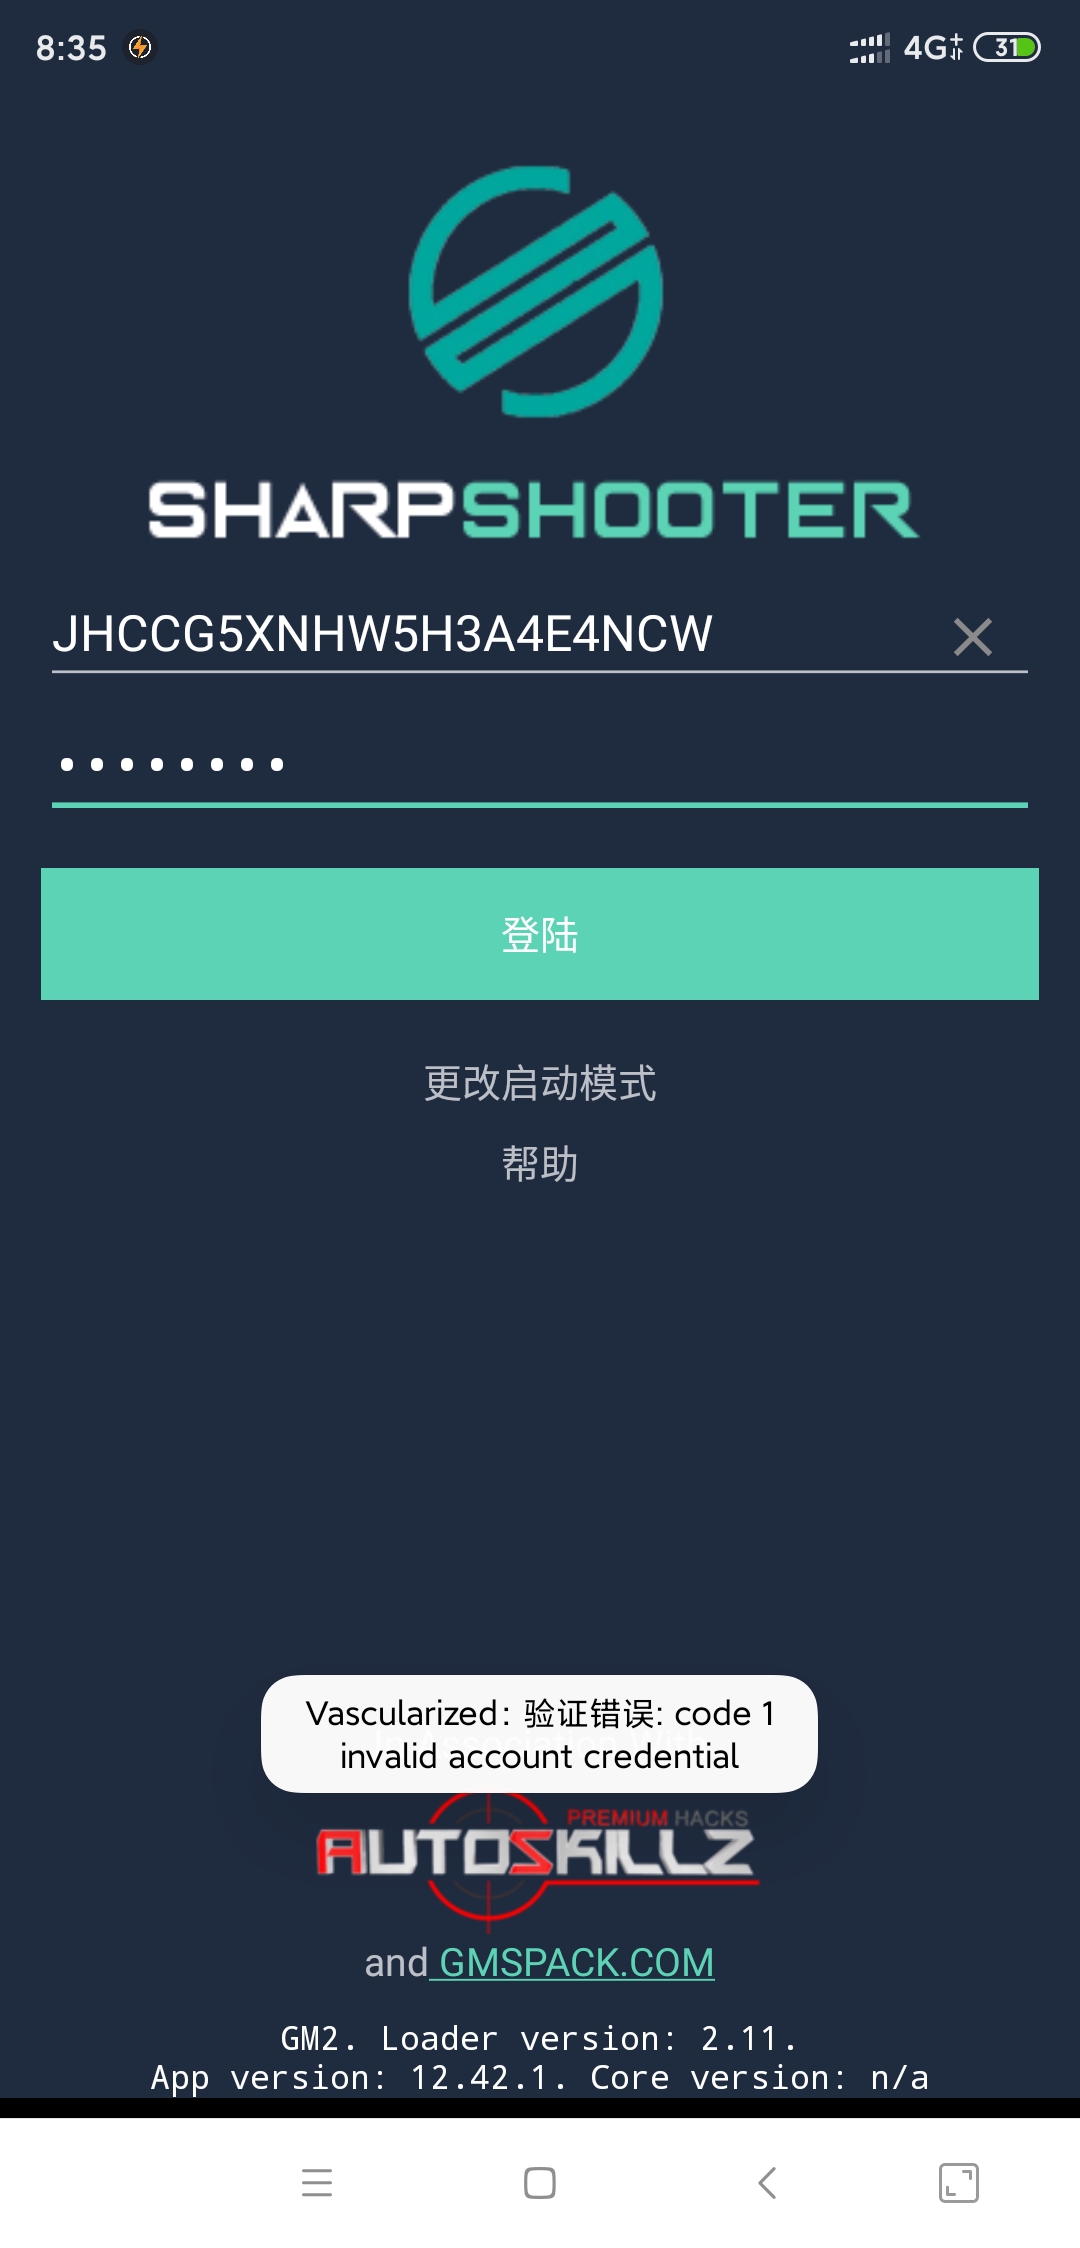 8:35
4G+
31
SHARPSHOOTER
JHCCG5XNHW5H3A4E4NCW
登陆
更改启动模式
帮助
Vascularized: 验证错误: code 1
invalid account credential
PREMIUM HACKS
AUTOSKILLZ
and GMSPACK.COM
GM2. Loader version: 2.11.
App version: 12.42.1. Core version: n/a